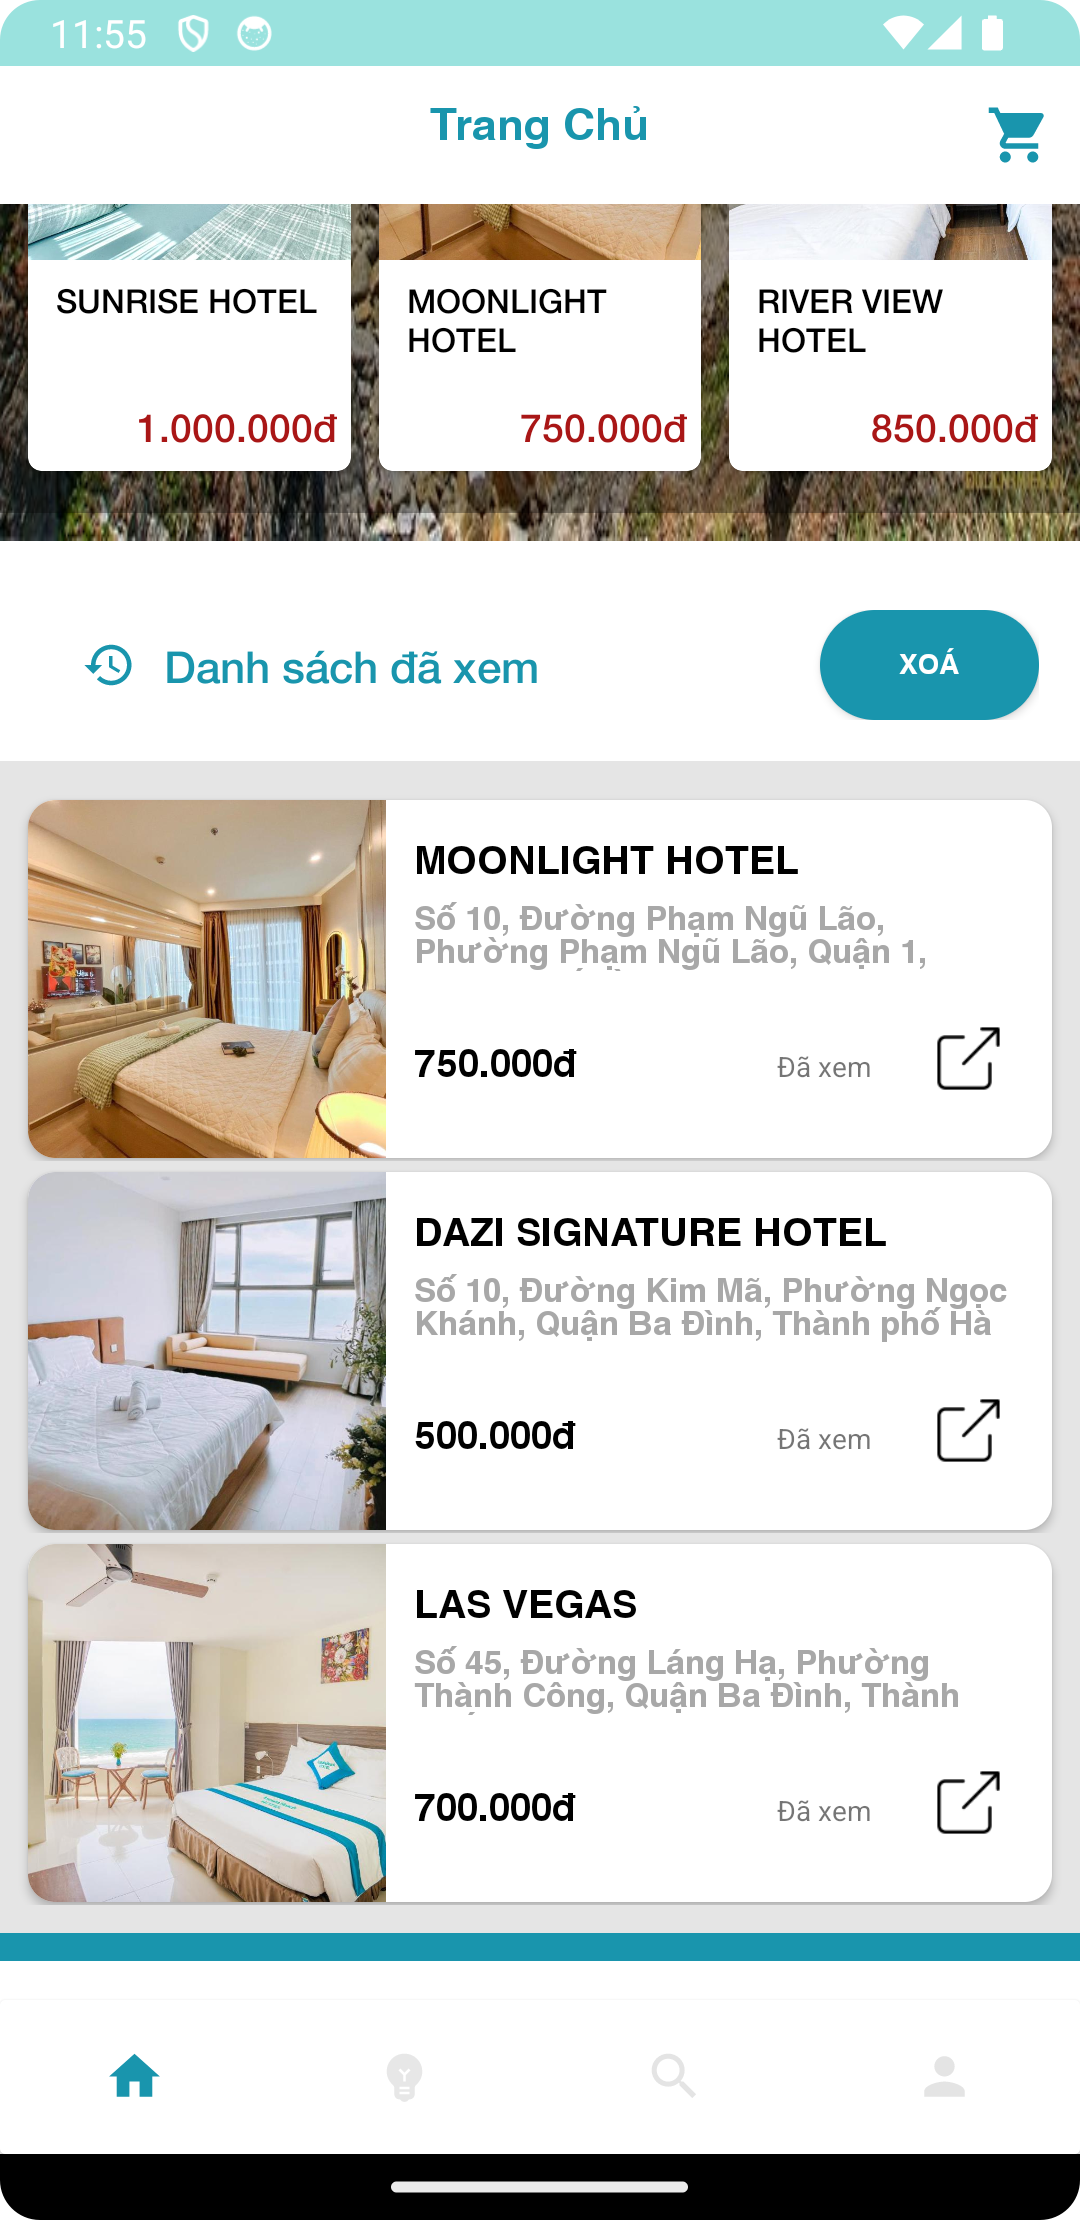 11:55
Trang Chủ
SUNRISE HOTEL
1.000.000đ
MOONLIGHT
HOTEL
750.000đ
RIVER VIEW
HOTEL
850.000đ
Danh sách đã xem
XOÁ
MOONLIGHT HOTEL
Số 10, Đường Phạm Ngũ Lão,
Phường Phạm Ngũ Lão, Quận 1,
750.000đ
Đã xem
DAZI SIGNATURE HOTEL
Số 10, Đường Kim Mã, Phường Ngọc
Khánh, Quận Ba Đình, Thành phố Hà
500.000đ
Đã xem
LAS VEGAS
Số 45, Đường Láng Hạ, Phường
Thành Công, Quận Ba Đình, Thành
700.000đ
Đã xem